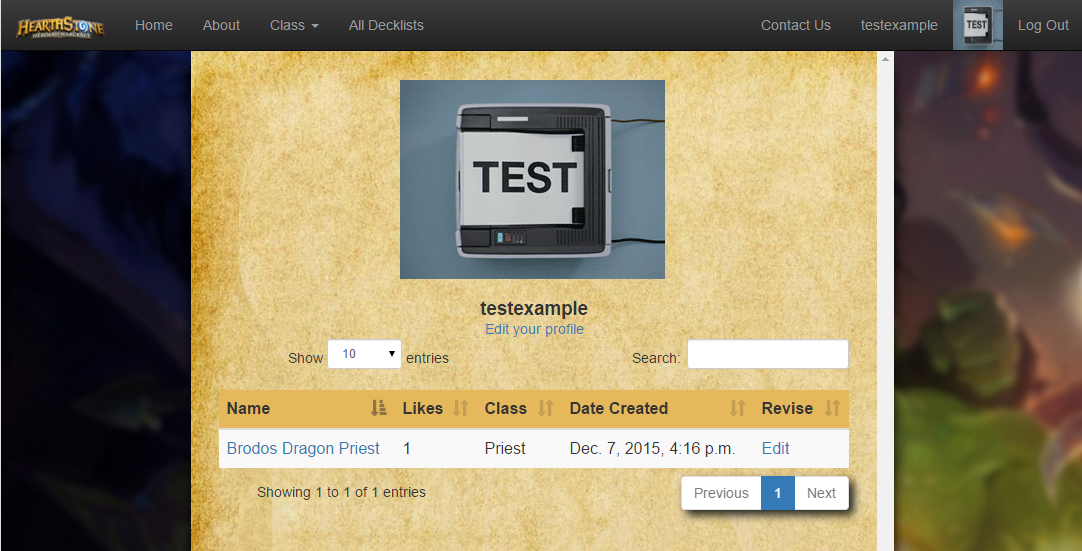 HEARTHSTONE Home About Class All Decklists Contact Us testexample TEST Log Out
HEROES OF WARCRAFT
TEST
testexample
Edit your profile
Show 10 entries Search:
Name Likes Class Date Created Revise
Brodos Dragon Priest 1 Priest Dec. 7, 2015, 4:16 p.m. Edit
Showing 1 to 1 of 1 entries Previous 1 Next